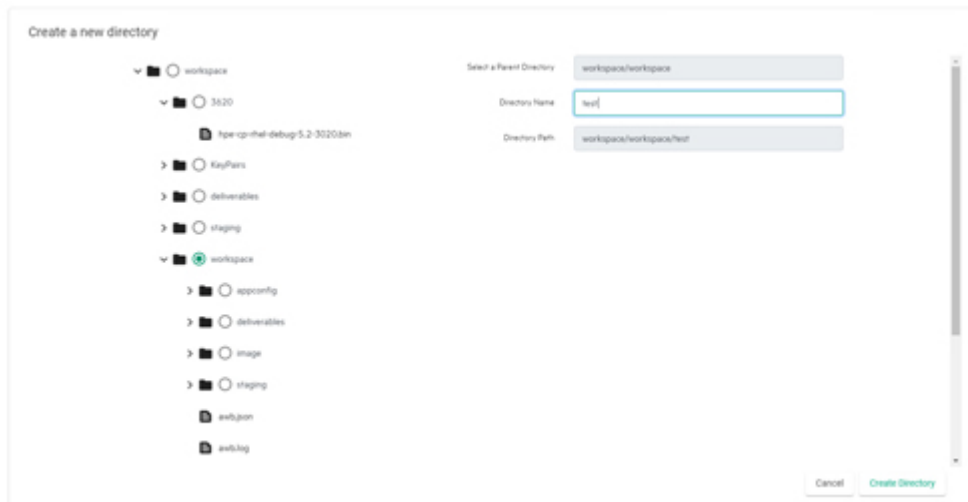 Create a new directory
workspace
3620
hpe-cp-rhel-debug-5.2-3020.bin
KeyPairs
deliverables
staging
workspace
appconfig
deliverables
image
staging
awb.json
awb.log
Select a Parent Directory
workspace/workspace
Directory Name
test
Directory Path
workspace/workspace/test
Cancel
Create Directory